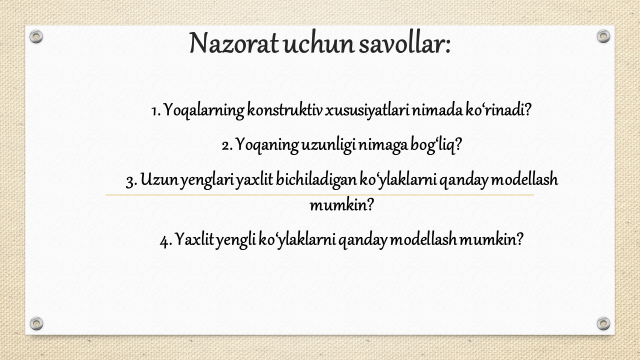 Nazorat uchun savollar:
1. Yoqalarning konstruktiv xususiyatlari nimada ko‘rinadi?
2. Yoqaning uzunligi nimaga bog‘liq?
3. Uzun yenglari yaxlit bichiladigan ko‘ylaklarni qanday modellash
mumkin?
4. Yaxlit yengli ko‘ylaklarni qanday modellash mumkin?